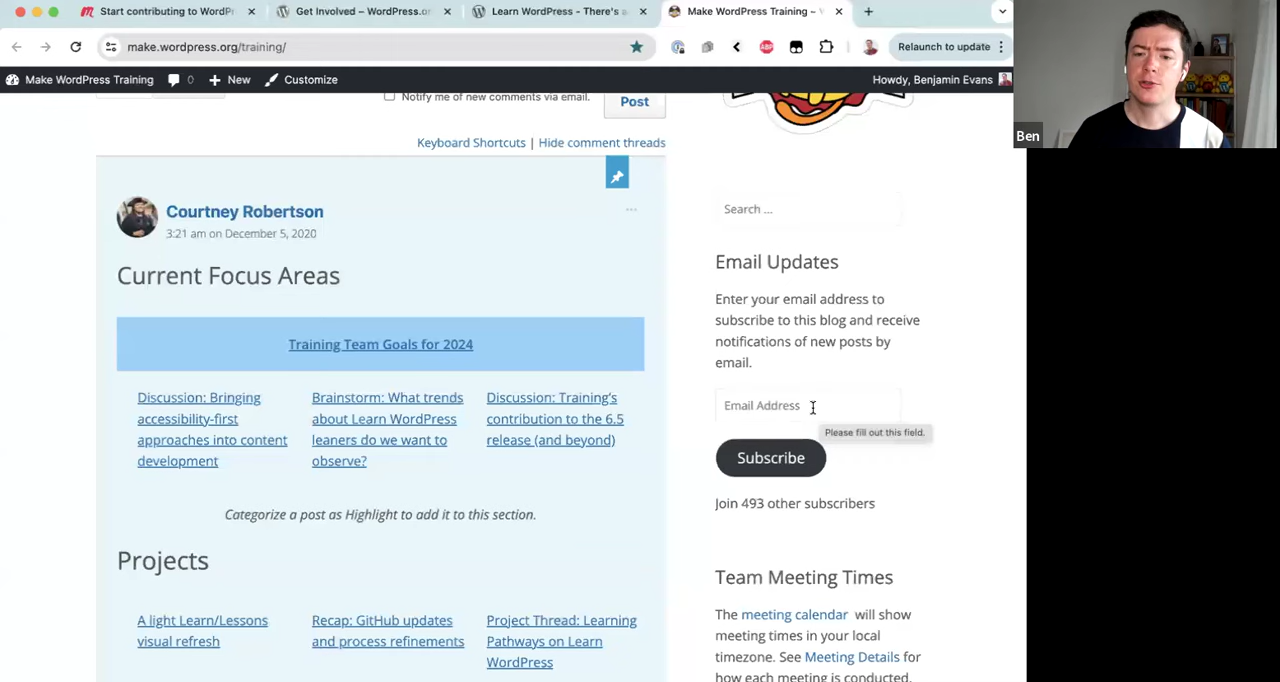 Start contributing to WordPr
Get Involved – WordPress.or
Learn WordPress - There's a
Make WordPress Training –
make.wordpress.org/training/
ABP
Relaunch to update
Make WordPress Training
0
New
Customize
Howdy, Benjamin Evans
Ben
Notify me of new comments via email.
Post
Keyboard Shortcuts | Hide comment threads
Courtney Robertson
3:21 am on December 5, 2020
Current Focus Areas
Training Team Goals for 2024
Discussion: Bringing
accessibility-first
approaches into content
development
Brainstorm: What trends
about Learn WordPress
leaners do we want to
observe?
Discussion: Training's
contribution to the 6.5
release (and beyond)
Categorize a post as Highlight to add it to this section.
Projects
A light Learn/Lessons
visual refresh
Recap: GitHub updates
and process refinements
Project Thread: Learning
Pathways on Learn
WordPress
Search ...
Email Updates
Enter your email address to
subscribe to this blog and receive
notifications of new posts by
email.
Email Address
Please fill out this field.
Subscribe
Join 493 other subscribers
Team Meeting Times
The meeting calendar will show
meeting times in your local
timezone. See Meeting Details for
how each meeting is conducted.